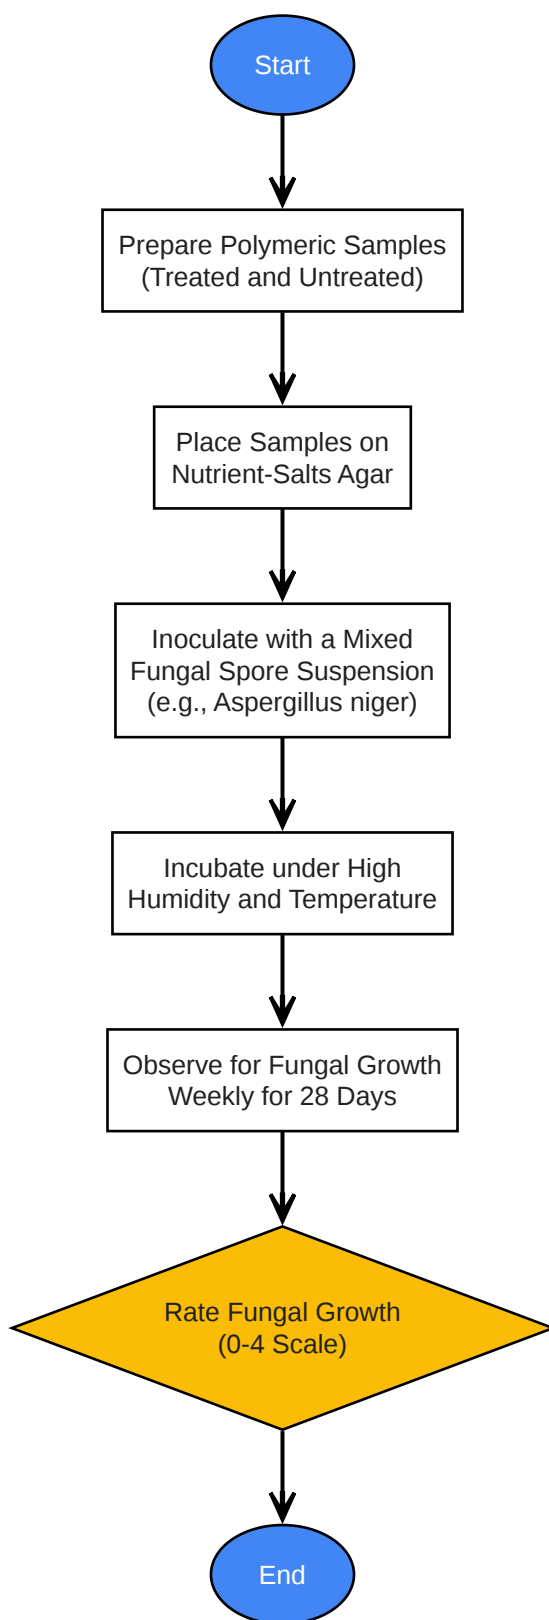 Start
Prepare Polymeric Samples
(Treated and Untreated)
Place Samples on
Nutrient-Salts Agar
Inoculate with a Mixed
Fungal Spore Suspension
(e.g., Aspergillus niger)
Incubate under High
Humidity and Temperature
Observe for Fungal Growth
Weekly for 28 Days
Rate Fungal Growth
(0-4 Scale)
End